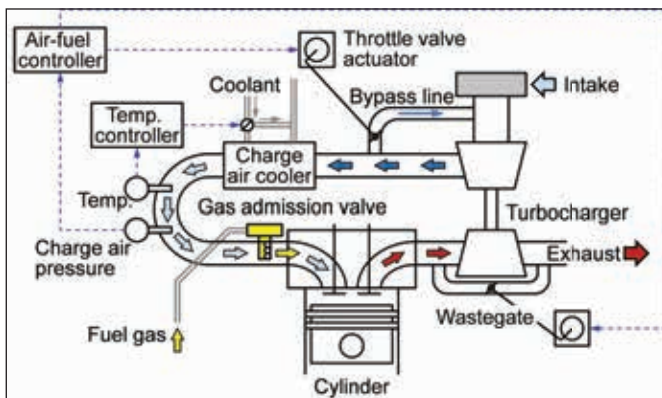 Air-fuel
controller
Throttle valve
actuator
Coolant
Intake
Bypass line
Temp.
controller
Charge
air cooler
Temp.
Gas admission valve
Turbocharger
Charge air
pressure
Exhaust
Wastegate
Fuel gas
Cylinder